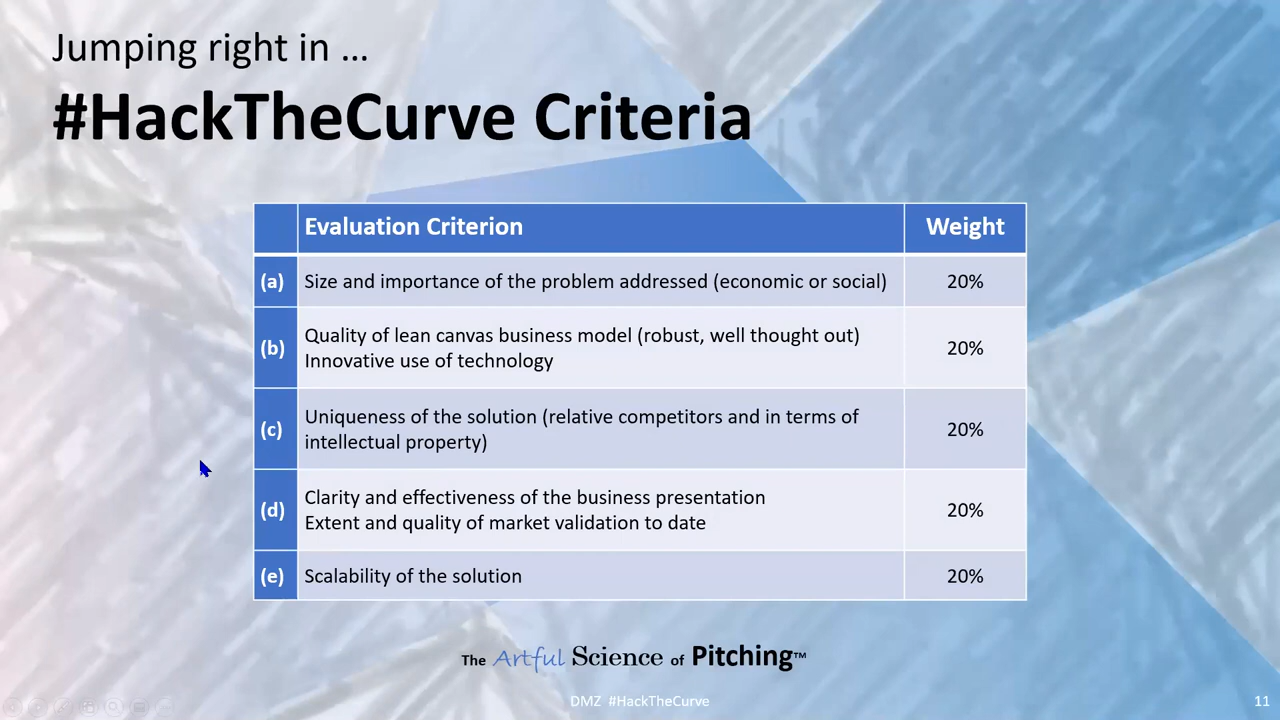 Jumping right in ...
#HackTheCurve Criteria
Evaluation Criterion Weight
(a) Size and importance of the problem addressed (economic or social) 20%
(b) Quality of lean canvas business model (robust, well thought out)
Innovative use of technology 20%
(c) Uniqueness of the solution (relative competitors and in terms of
intellectual property) 20%
(d) Clarity and effectiveness of the business presentation
Extent and quality of market validation to date 20%
(e) Scalability of the solution 20%
The Artful Science of Pitching™
DMZ #HackTheCurve
11